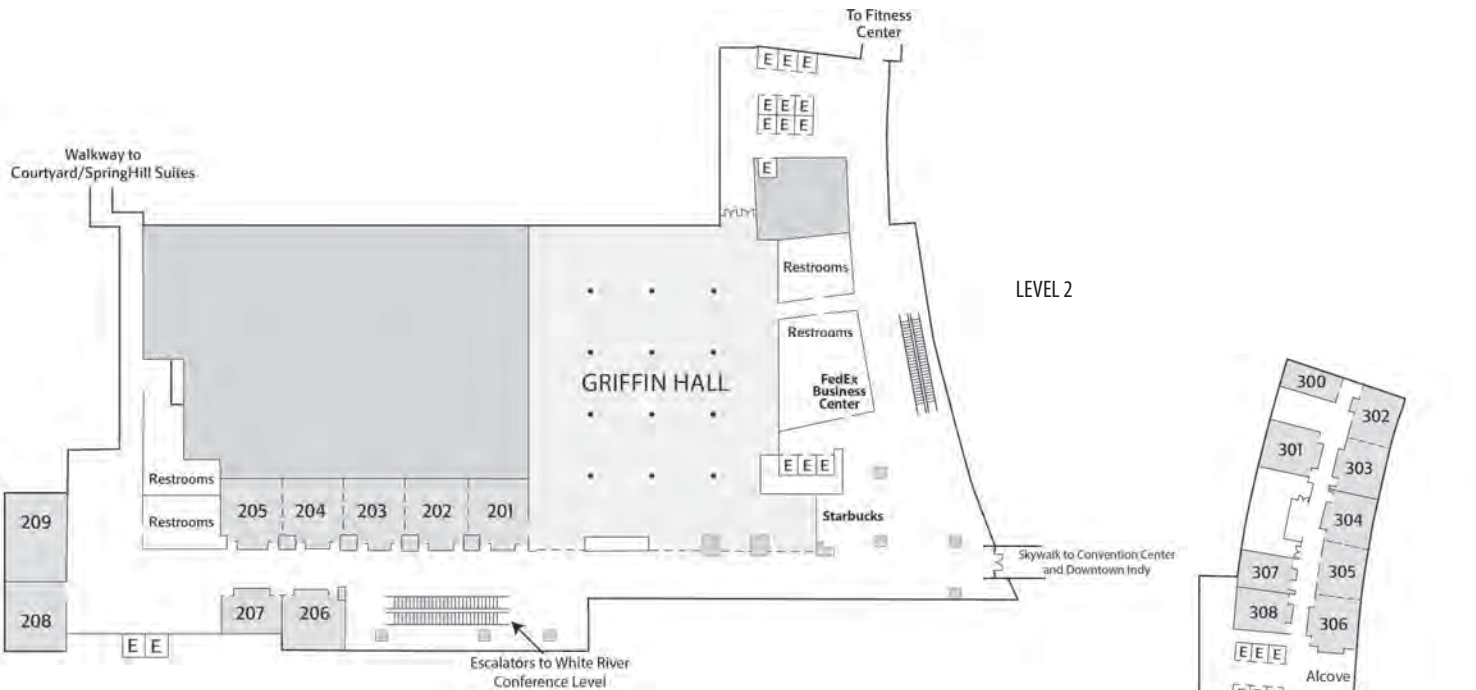 To Fitness
Center
E E E
E E E
E E E
E
Walkway to
Courtyard/SpringHill Suites
Restrooms
LEVEL 2
Restrooms
FedEx
Business
Center
GRIFFIN HALL
E E E
Starbucks
Restrooms
Restrooms
205 204 203 202 201
209
208
207 206
E E
Skywalk to Convention Center
and Downtown Indy
Escalators to White River
Conference Level
300
302
301
303
304
307
305
308
306
E E E
Alcove
E E E